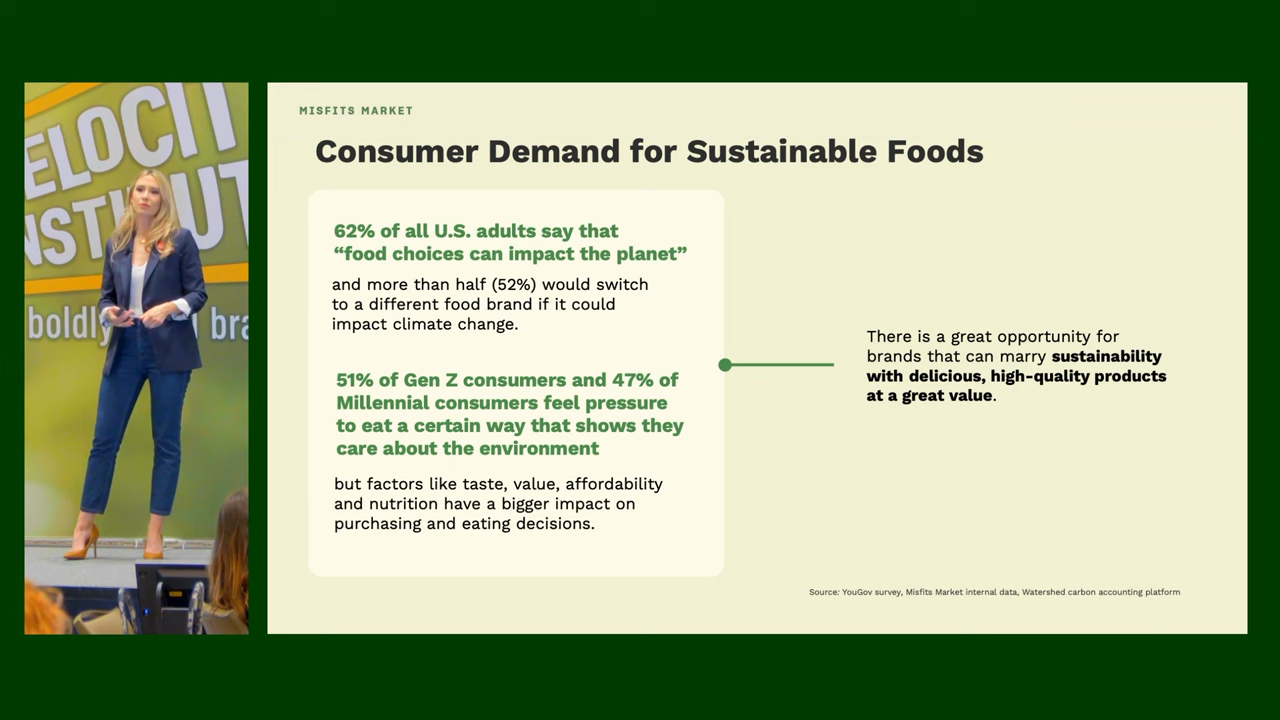 ELOCIT
NSTITUT
boldly
bra
MISFITS MARKET
Consumer Demand for Sustainable Foods
62% of all U.S. adults say that
“food choices can impact the planet”
and more than half (52%) would switch
to a different food brand if it could
impact climate change.
51% of Gen Z consumers and 47% of
Millennial consumers feel pressure
to eat a certain way that shows they
care about the environment
but factors like taste, value, affordability
and nutrition have a bigger impact on
purchasing and eating decisions.
There is a great opportunity for
brands that can marry sustainability
with delicious, high-quality products
at a great value.
Source: YouGov survey, Misfits Market internal data, Watershed carbon accounting platform